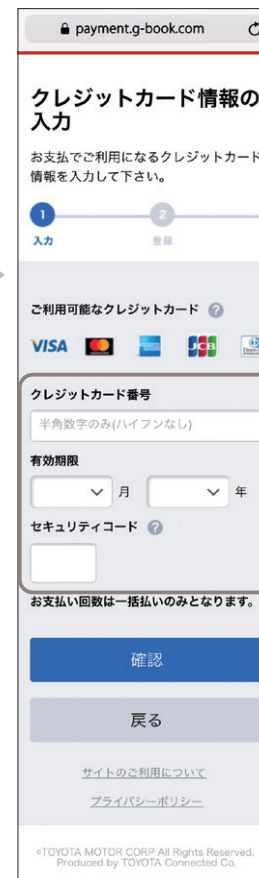 payment.g-book.com
クレジットカード情報の
入力
お支払でご利用になるクレジットカード
情報を入力して下さい。
1
2
入力
登録
ご利用可能なクレジットカード ?
VISA
JCB
クレジットカード番号
半角数字のみ(ハイフンなし)
有効期限
月
年
セキュリティコード ?
お支払い回数は一括払いのみとなります。
確認
戻る
サイトのご利用について
プライバシーポリシー
©TOYOTA MOTOR CORP All Rights Reserved.
Produced by TOYOTA Connected Co.